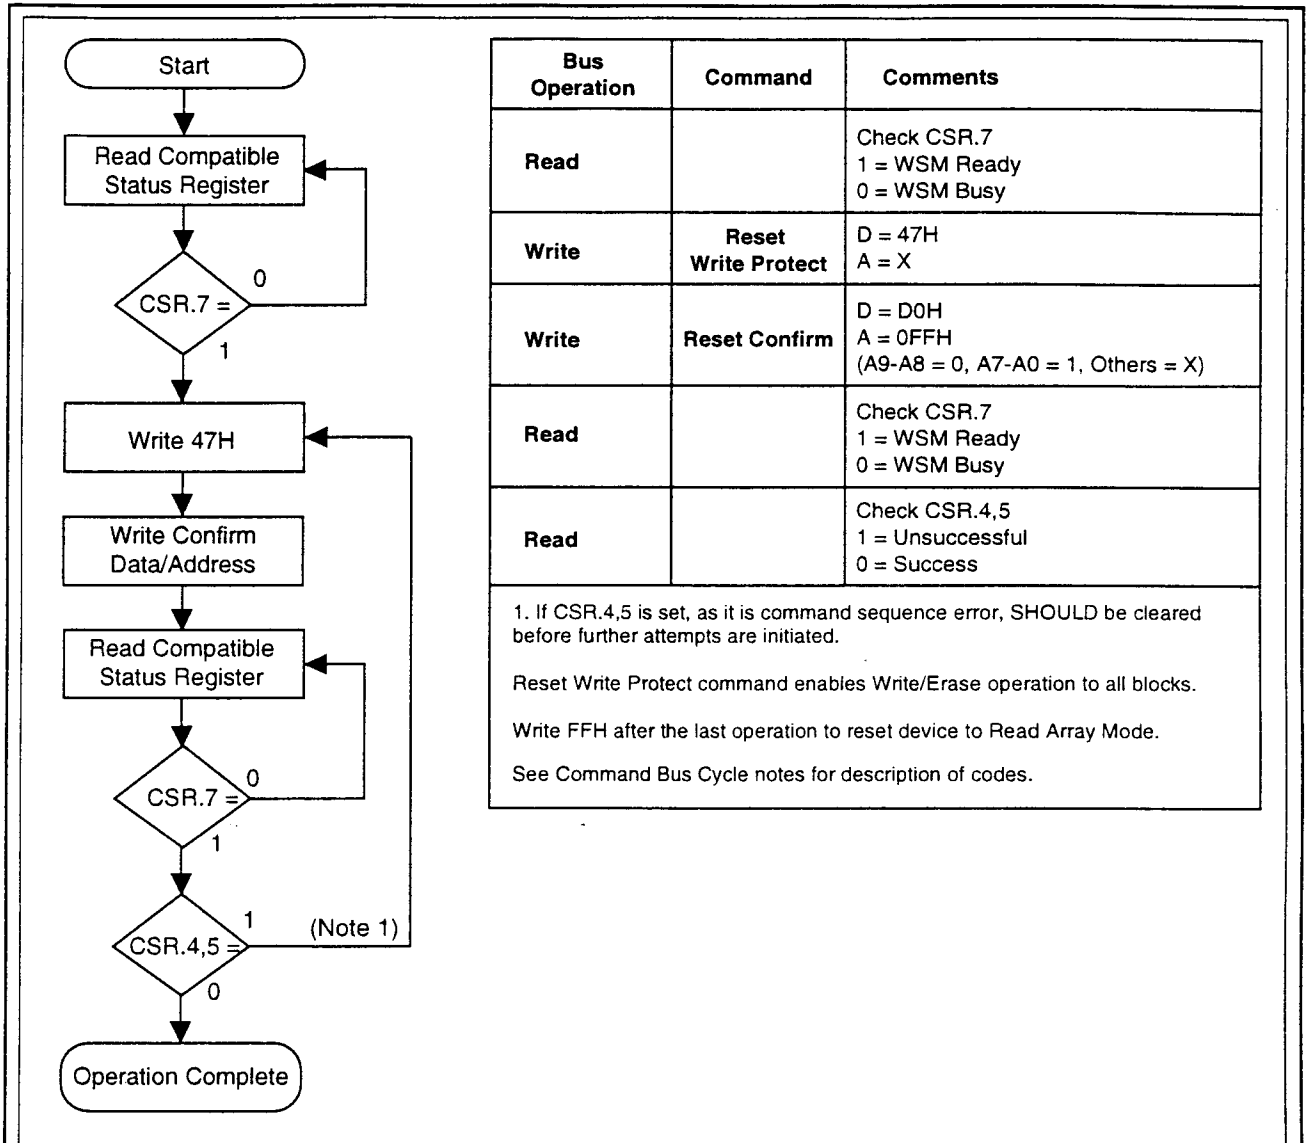 Start
Read Compatible
Status Register
0
CSR.7 =
1
Write 47H
Write Confirm
Data/Address
Read Compatible
Status Register
0
CSR.7 =
1
1
(Note 1)
CSR.4,5 =
0
Operation Complete
Bus
Operation
Command
Comments
Read
Check CSR.7
1 = WSM Ready
0 = WSM Busy
Write
Reset
Write Protect
D = 47H
A = X
Write
Reset Confirm
D = D0H
A = 0FFH
(A9-A8 = 0, A7-A0 = 1, Others = X)
Read
Check CSR.7
1 = WSM Ready
0 = WSM Busy
Read
Check CSR.4,5
1 = Unsuccessful
0 = Success
1. If CSR.4,5 is set, as it is command sequence error, SHOULD be cleared
before further attempts are initiated.
Reset Write Protect command enables Write/Erase operation to all blocks.
Write FFH after the last operation to reset device to Read Array Mode.
See Command Bus Cycle notes for description of codes.